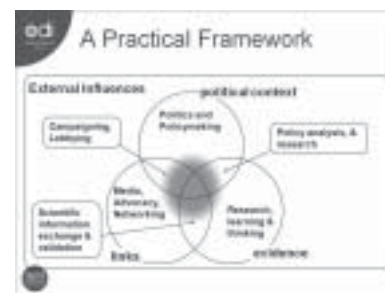 odi
A Practical Framework
External Influences
political context
Politics and
Policymaking
Campaigning,
Lobbying
Policy analysis, &
research
Media,
Advocacy,
Networking
Research,
learning &
thinking
Scientific
information
exchange &
validation
links
evidence